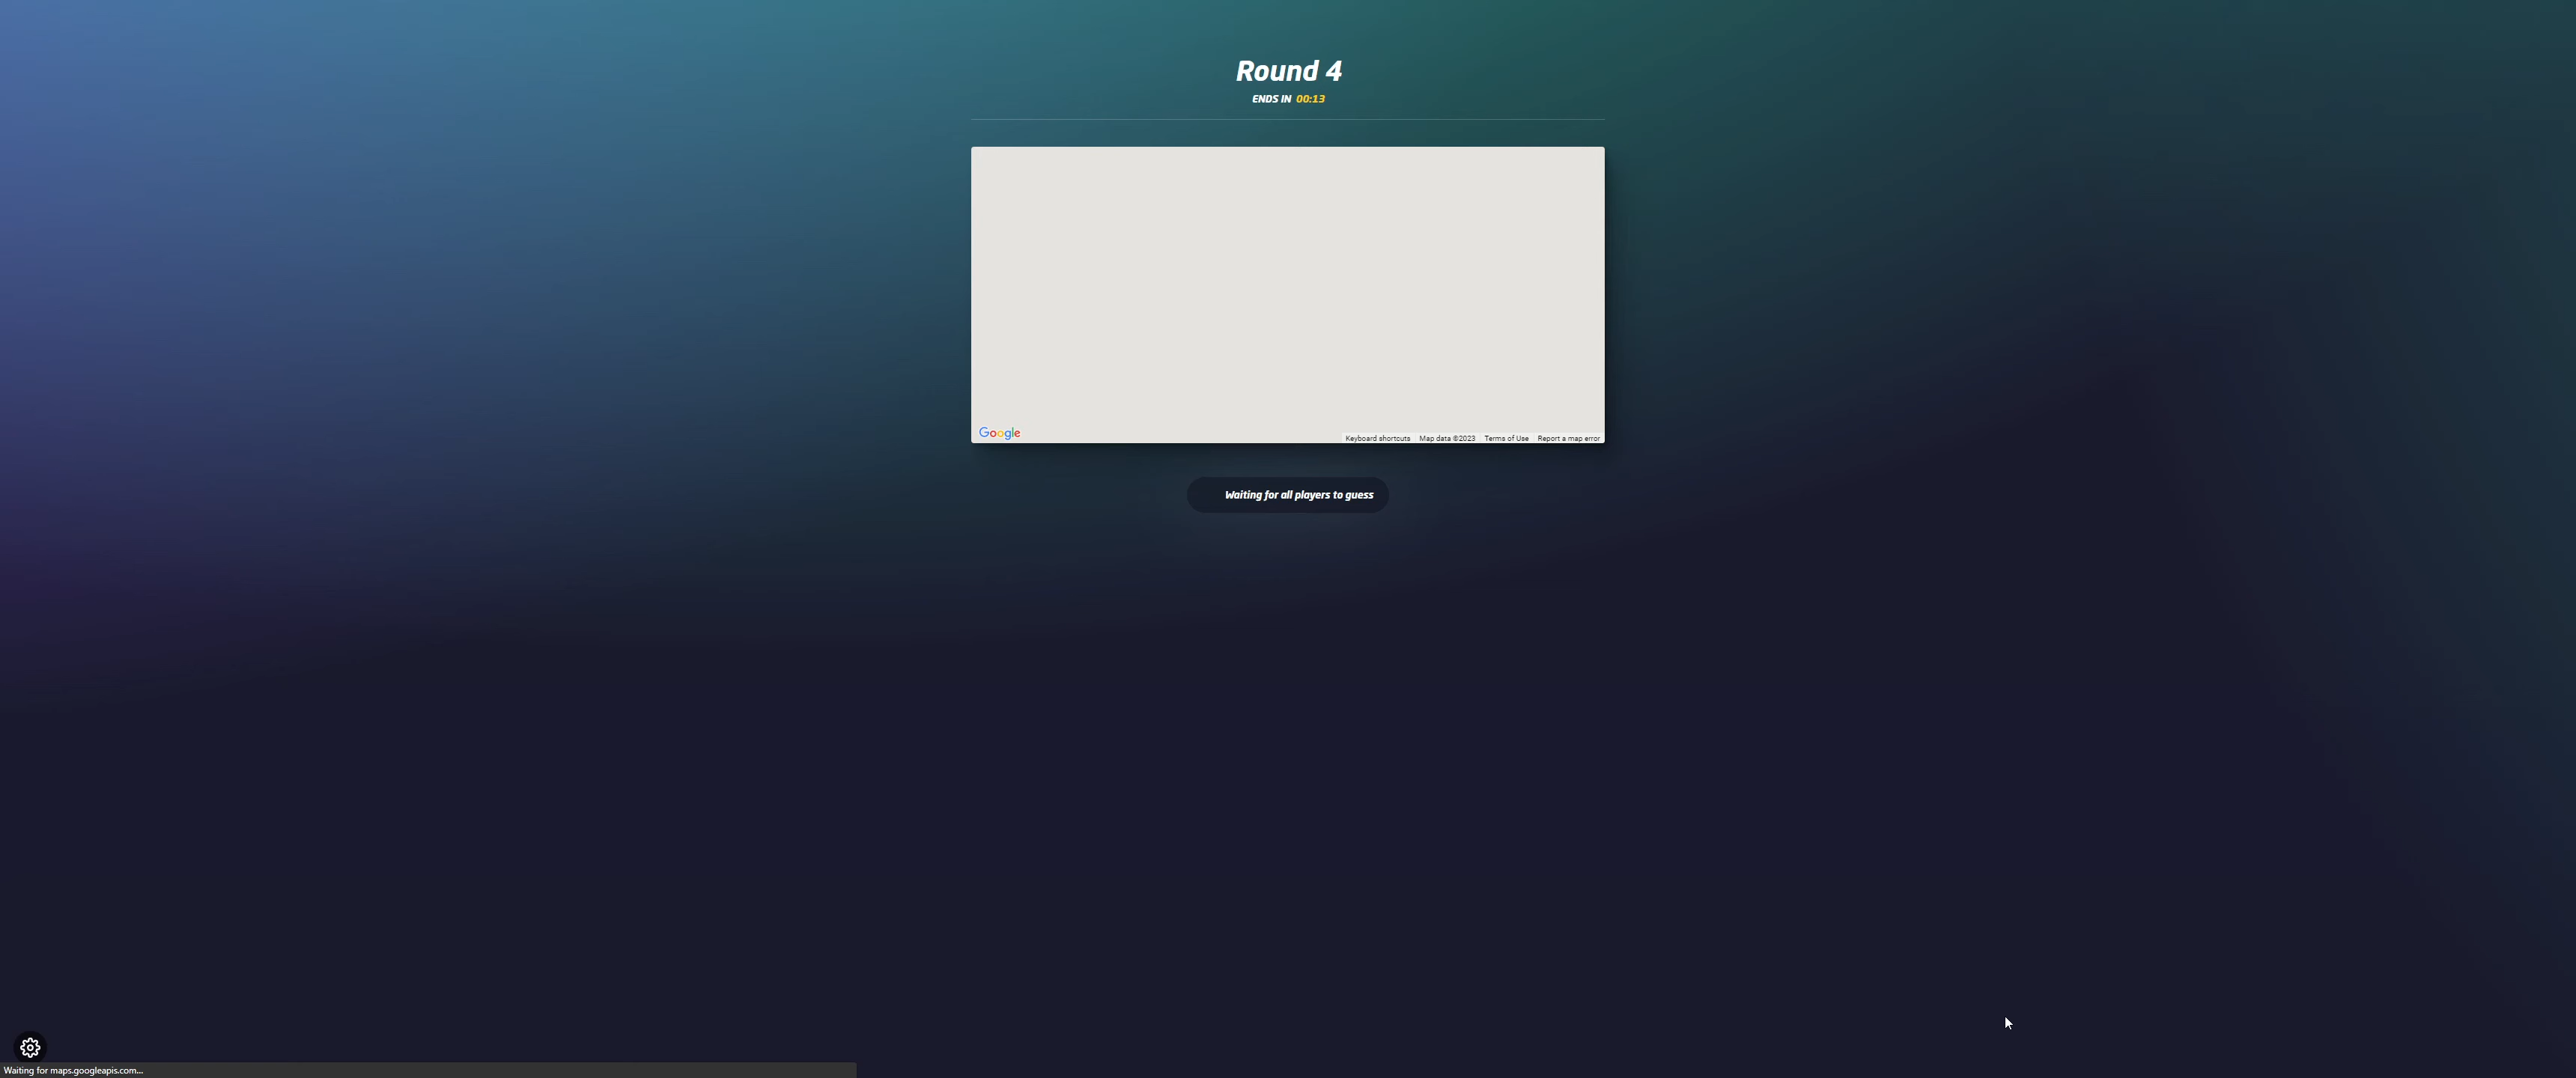 Round 4
ENDS IN 00:13
Google
Keyboard shortcuts Map data ©2023 Terms of Use Report a map error
Waiting for all players to guess
Waiting for maps.googleapis.com...